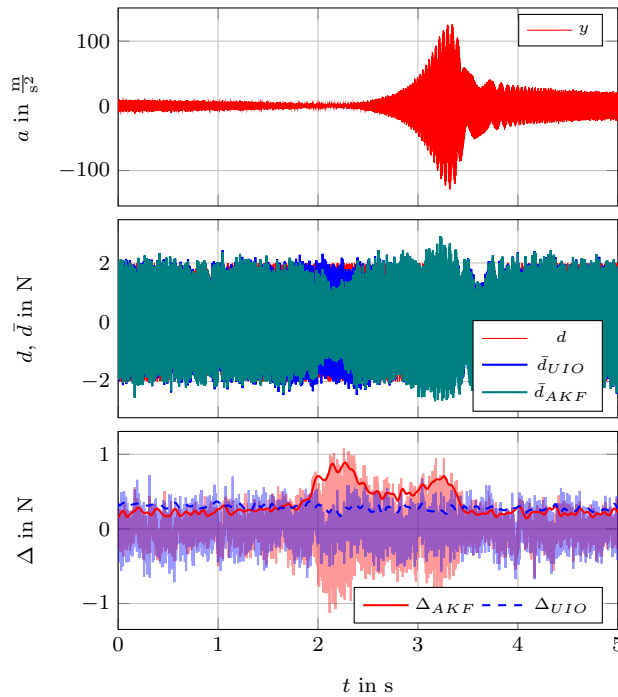 100
0
−100
a in m/s²
y
2
0
−2
d, d̄ in N
d
d̄_UIO
d̄_AKF
1
0
−1
Δ in N
Δ_AKF Δ_UIO
0 1 2 3 4 5
t in s